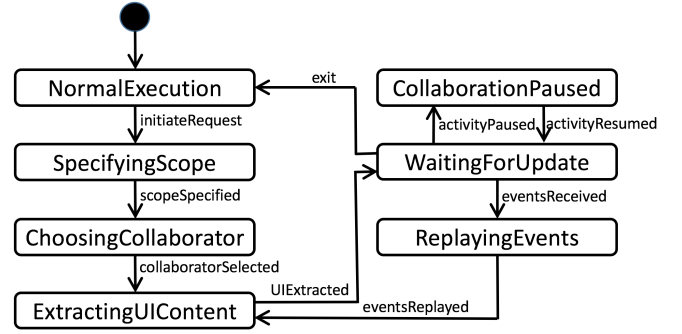 exit
NormalExecution
CollaborationPaused
initiateRequest
activityPaused
activityResumed
SpecifyingScope
WaitingForUpdate
scopeSpecified
eventsReceived
ChoosingCollaborator
ReplayingEvents
collaboratorSelected
UIExtracted
eventsReplayed
ExtractingUIContent